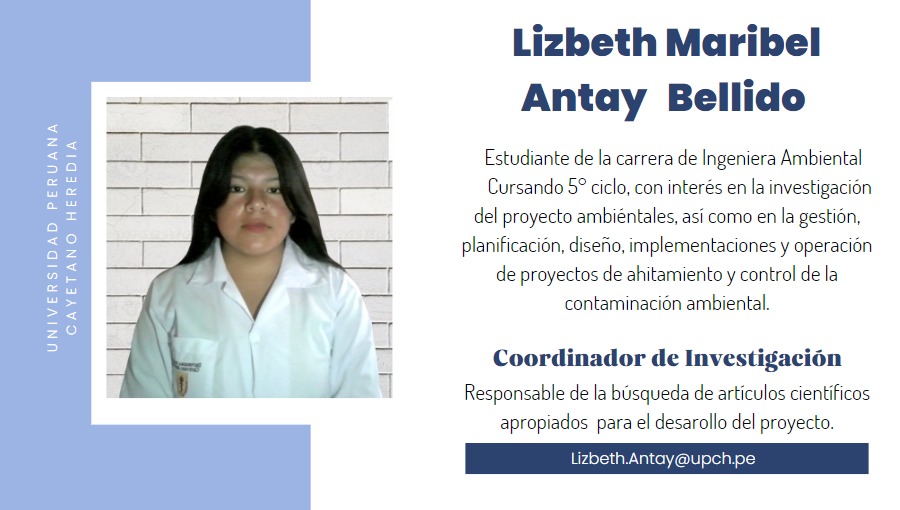 UNIVERSIDAD PERUANA
CAYETANO HEREDIA
Lizbeth Maribel
Antay Bellido
Estudiante de la carrera de Ingeniera Ambiental
Cursando 5° ciclo, con interés en la investigación
del proyecto ambiéntales, así como en la gestión,
planificación, diseño, implementaciones y operación
de proyectos de ahitamiento y control de la
contaminación ambiental.
Coordinador de Investigación
Responsable de la búsqueda de artículos científicos
apropiados para el desarollo del proyecto.
Lizbeth.Antay@upch.pe